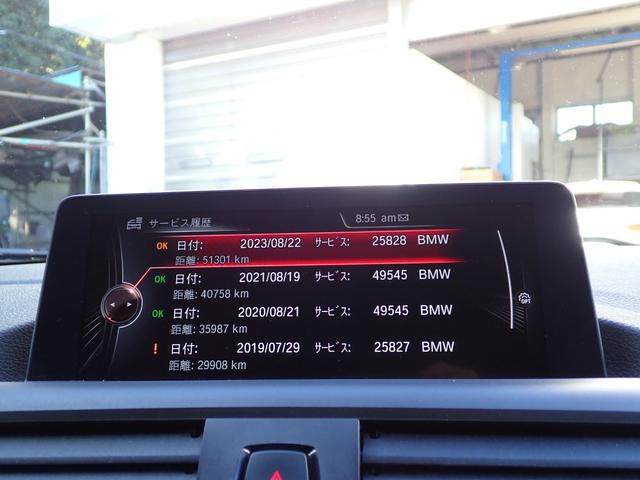 サービス履歴 8:55 am
OK 日付: 2023/08/22 ｻｰﾋﾞｽ: 25828 BMW
距離: 51301 km
OK 日付: 2021/08/19 ｻｰﾋﾞｽ: 49545 BMW
距離: 40758 km
OK 日付: 2020/08/21 ｻｰﾋﾞｽ: 49545 BMW
距離: 35987 km
! 日付: 2019/07/29 ｻｰﾋﾞｽ: 25827 BMW
距離: 29908 km
OPT